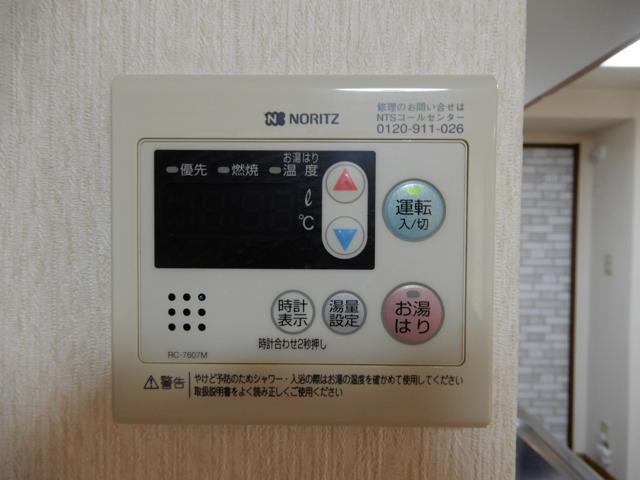 NORITZ
修理のお問い合せは
NTSコールセンター
0120-911-026
お湯はり
優先 燃焼 温度
ℓ
℃
運転
入/切
時計
表示
湯量
設定
お湯
はり
時計合わせ2秒押し
RC-7607M
警告
やけど予防のためシャワー・入浴の際はお湯の温度を確かめて使用してください
取扱説明書をよく読み正しくご使用ください